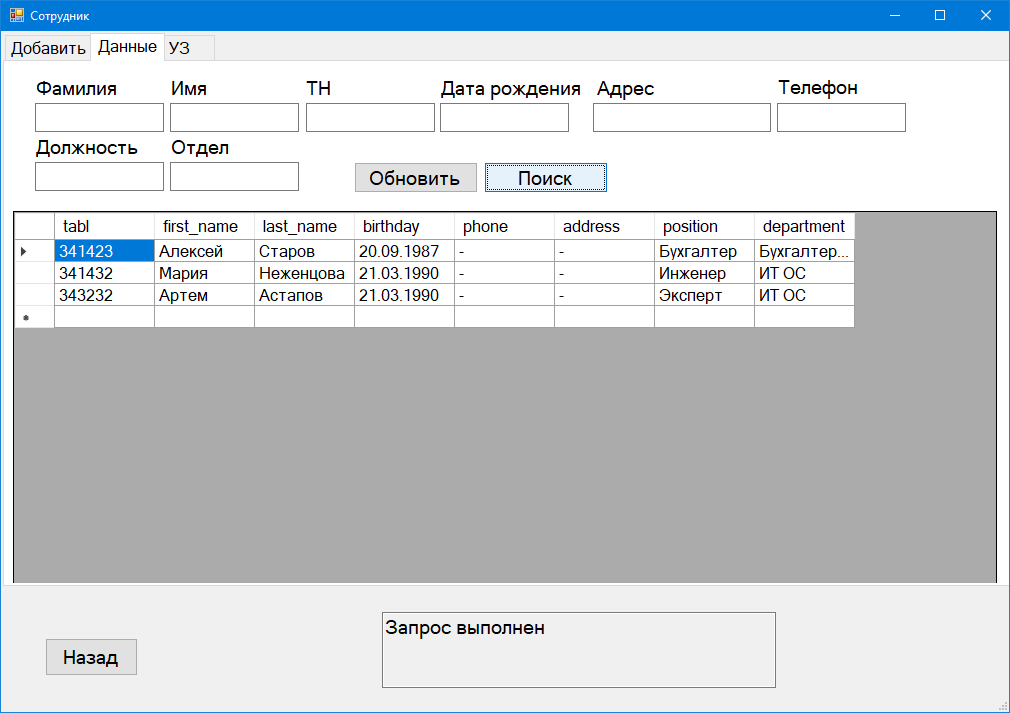 Сотрудник
Добавить Данные УЗ
Фамилия Имя ТН Дата рождения Адрес Телефон
Должность Отдел
Обновить Поиск
tabl first_name last_name birthday phone address position department
341423 Алексей Старов 20.09.1987 - - Бухгалтер Бухгалтер...
341432 Мария Неженцова 21.03.1990 - - Инженер ИТ ОС
343232 Артем Астапов 21.03.1990 - - Эксперт ИТ ОС
Запрос выполнен
Назад